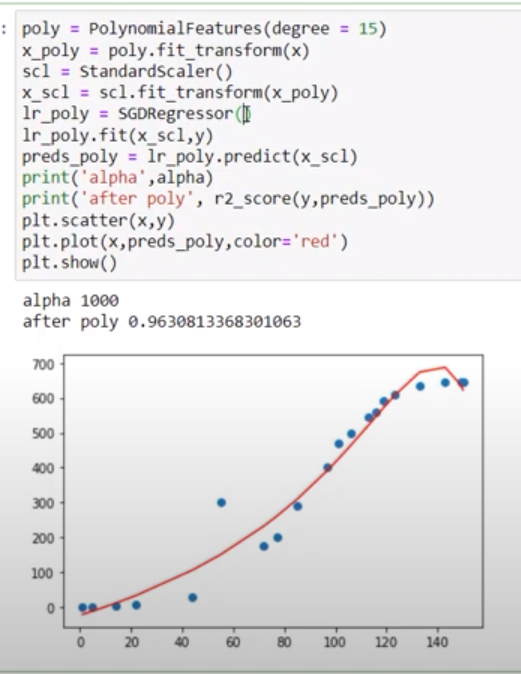 : poly = PolynomialFeatures(degree = 15)
x_poly = poly.fit_transform(x)
scl = StandardScaler()
x_scl = scl.fit_transform(x_poly)
lr_poly = SGDRegressor()
lr_poly.fit(x_scl,y)
preds_poly = lr_poly.predict(x_scl)
print('alpha',alpha)
print('after poly', r2_score(y,preds_poly))
plt.scatter(x,y)
plt.plot(x,preds_poly,color='red')
plt.show()
alpha 1000
after poly 0.9630813368301063
700
600
500
400
300
200
100
0
0 20 40 60 80 100 120 140